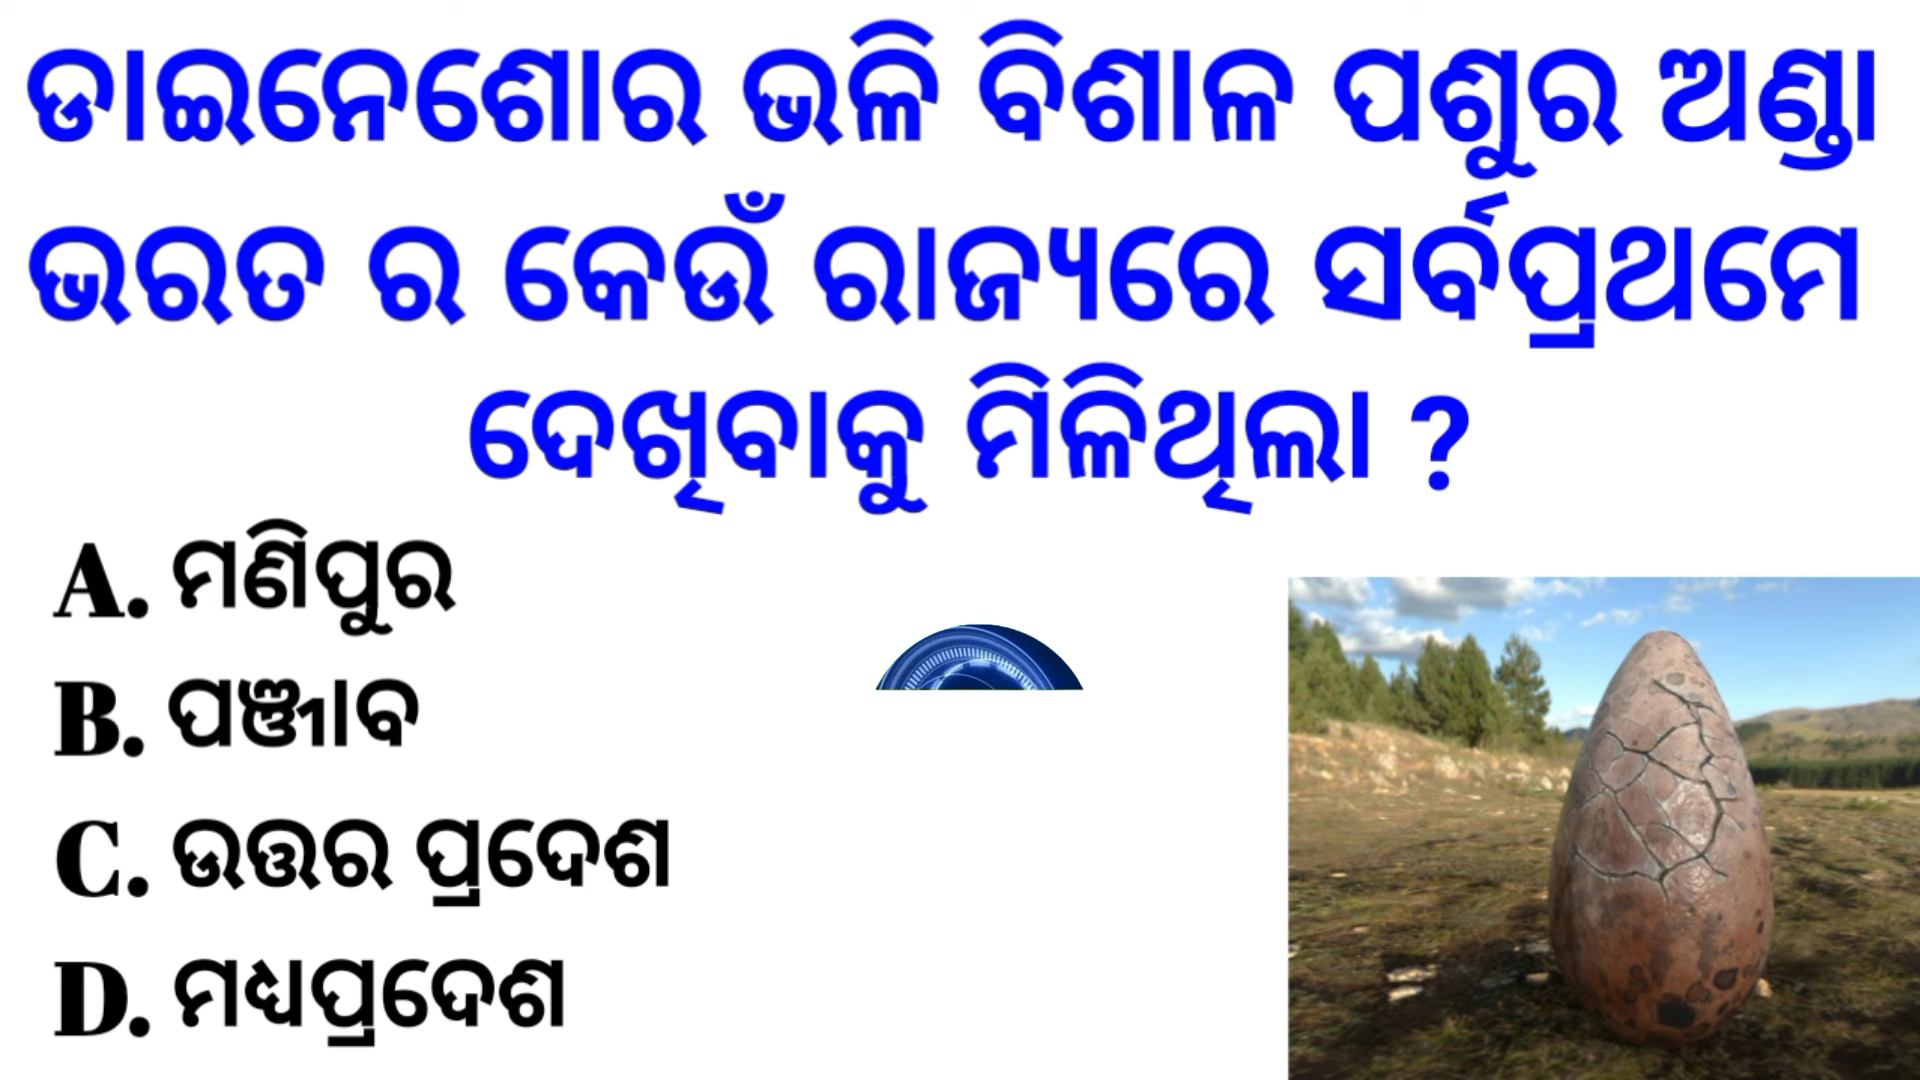 ଡାଇନେଶୋର ଭଳି ବିଶାଳ ପଶୁର ଅଣ୍ଡା
ଭରତ ର କେଉଁ ରାଜ୍ୟରେ ସର୍ବପ୍ରଥମେ
ଦେଖିବାକୁ ମିଳିଥିଲା ?
A. ମଣିପୁର
B. ପଞ୍ଜାବ
C. ଉତ୍ତର ପ୍ରଦେଶ
D. ମଧ୍ୟପ୍ରଦେଶ